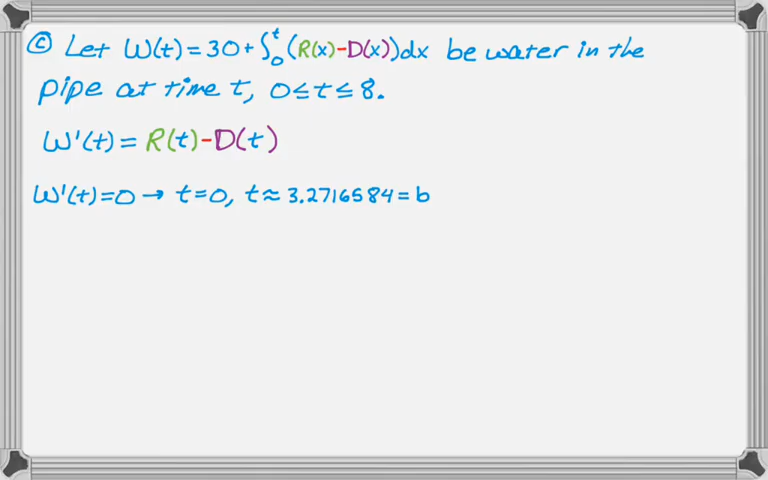 ⓒ Let W(t) = 30 + ∫₀ᵗ (R(x) - D(x))dx be water in the
pipe at time t, 0 ≤ t ≤ 8.
W'(t) = R(t) - D(t)
W'(t) = 0 → t = 0, t ≈ 3.2716584 = b